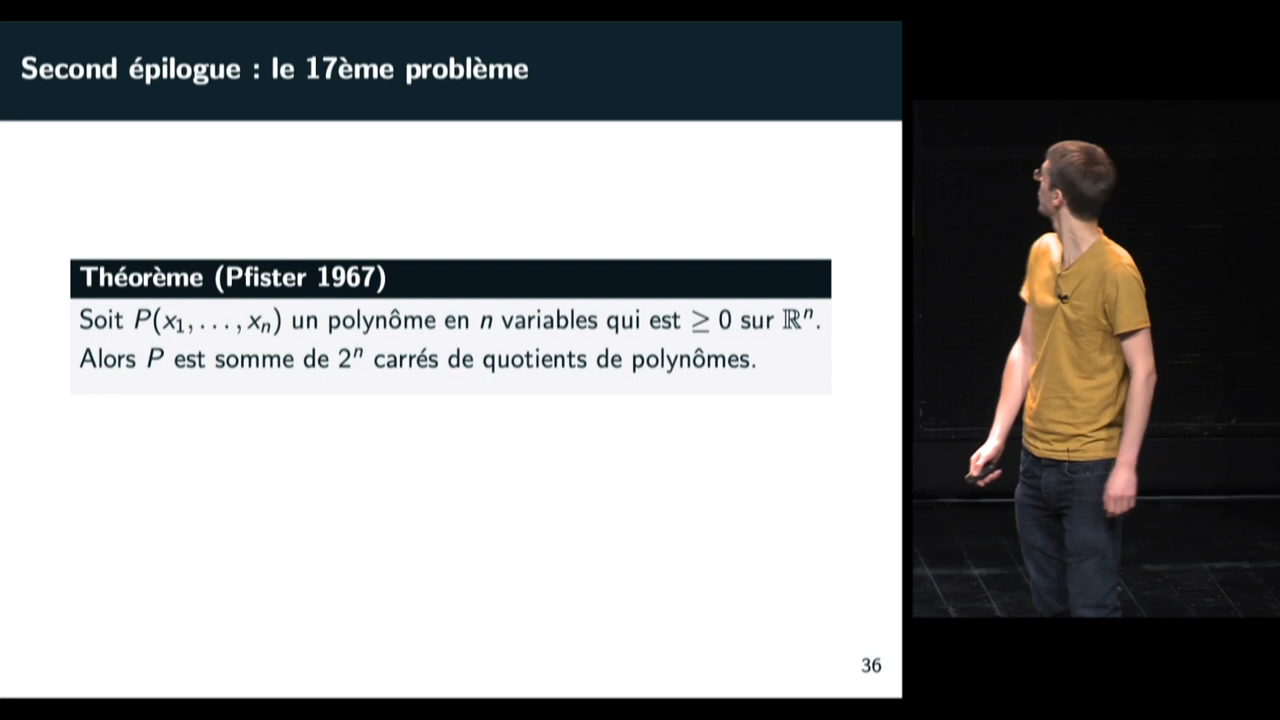 Second épilogue : le 17ème problème
Théorème (Pfister 1967)
Soit P(x₁, . . . , xₙ) un polynôme en n variables qui est ≥ 0 sur ℝⁿ.
Alors P est somme de 2ⁿ carrés de quotients de polynômes.
36